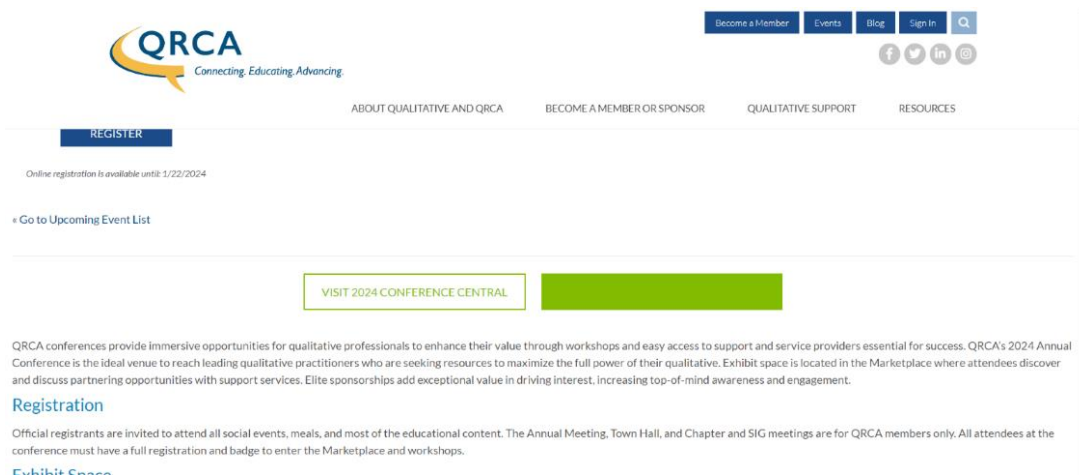 Become a Member Events Blog Sign In
QRCA
Connecting. Educating. Advancing.
ABOUT QUALITATIVE AND QRCA BECOME A MEMBER OR SPONSOR QUALITATIVE SUPPORT RESOURCES
REGISTER
Online registration is available until: 1/22/2024
« Go to Upcoming Event List
VISIT 2024 CONFERENCE CENTRAL
QRCA conferences provide immersive opportunities for qualitative professionals to enhance their value through workshops and easy access to support and service providers essential for success. QRCA's 2024 Annual
Conference is the ideal venue to reach leading qualitative practitioners who are seeking resources to maximize the full power of their qualitative. Exhibit space is located in the Marketplace where attendees discover
and discuss partnering opportunities with support services. Elite sponsorships add exceptional value in driving interest, increasing top-of-mind awareness and engagement.
Registration
Official registrants are invited to attend all social events, meals, and most of the educational content. The Annual Meeting, Town Hall, and Chapter and SIG meetings are for QRCA members only. All attendees at the
conference must have a full registration and badge to enter the Marketplace and workshops.
Exhibit Space